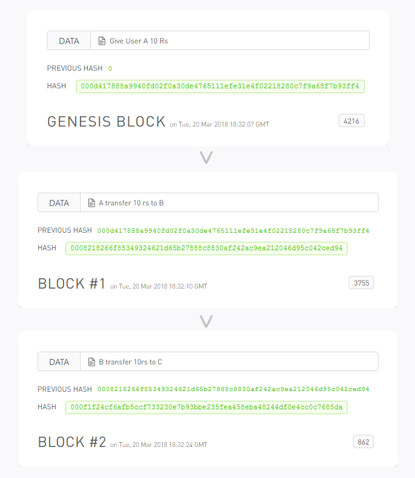 DATA Give User A 10 Rs
PREVIOUS HASH 0
HASH 000d417888a9940fd02f0a30de4765111efe31e4f02218280c7f9a68f7b93ff4
GENESIS BLOCK on Tue, 20 Mar 2018 18:32:07 GMT 4216
DATA A transfer 10 rs to B
PREVIOUS HASH 000d417888a9940fd02f0a30de4765111efe31e4f02218280c7f9a68f7b93ff4
HASH 0008218266f85349324621d65b27888c8830af242ac9ea212046d95c042ced94
BLOCK #1 on Tue, 20 Mar 2018 18:32:10 GMT 3755
DATA B transfer 10rs to C
PREVIOUS HASH 0008218266f85349324621d65b27888c8830af242ac9ea212046d95c042ced94
HASH 000f1f24cf6afb5ccf733230e7b93bbe235fea458eba48244df0e4cc0c7685da
BLOCK #2 on Tue, 20 Mar 2018 18:32:24 GMT 862